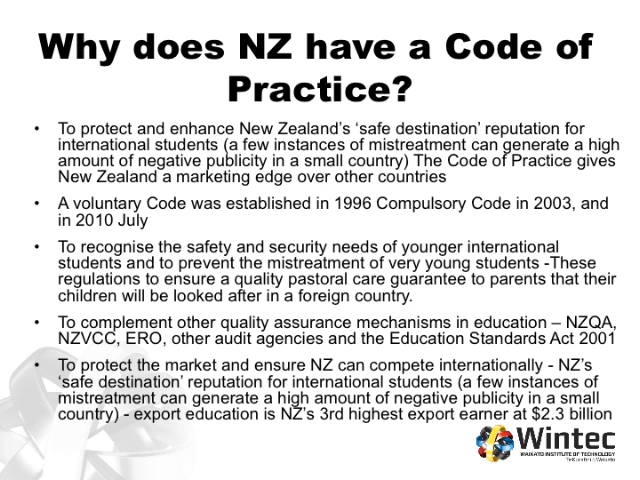 Why does NZ have a Code of
Practice?
• To protect and enhance New Zealand's 'safe destination' reputation for
international students (a few instances of mistreatment can generate a high
amount of negative publicity in a small country) The Code of Practice gives
New Zealand a marketing edge over other countries
• A voluntary Code was established in 1996 Compulsory Code in 2003, and
in 2010 July
• To recognise the safety and security needs of younger international
students and to prevent the mistreatment of very young students -These
regulations to ensure a quality pastoral care guarantee to parents that their
children will be looked after in a foreign country.
• To complement other quality assurance mechanisms in education – NZQA,
NZVCC, ERO, other audit agencies and the Education Standards Act 2001
• To protect the market and ensure NZ can compete internationally - NZ's
'safe destination' reputation for international students (a few instances of
mistreatment can generate a high amount of negative publicity in a small
country) - export education is NZ's 3rd highest export earner at $2.3 billion
Wintec
WAIKATO INSTITUTE OF TECHNOLOGY